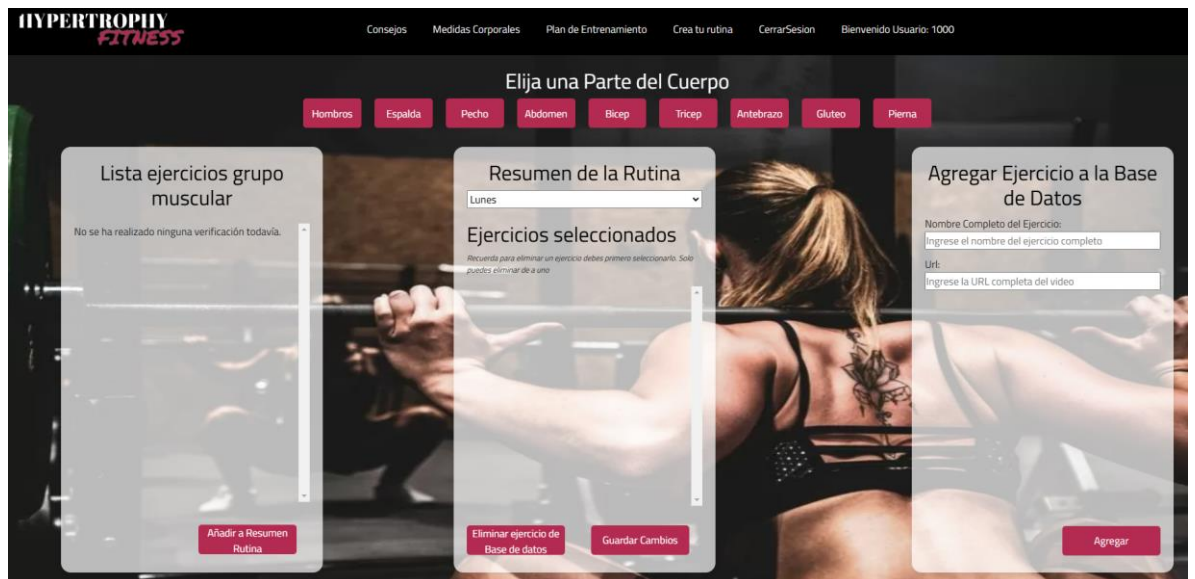 HYPERTROPHY
FITNESS
Consejos Medidas Corporales Plan de Entrenamiento Crea tu rutina CerrarSesion Bienvenido Usuario: 1000
Elija una Parte del Cuerpo
Hombros Espalda Pecho Abdomen Bicep Tricep Antebrazo Gluteo Pierna
Lista ejercicios grupo
muscular
No se ha realizado ninguna verificación todavía.
Añadir a Resumen
Rutina
Resumen de la Rutina
Lunes
Ejercicios seleccionados
Recuerda para eliminar un ejercicio debes primero seleccionarlo. Solo
puedes eliminar de a uno
Eliminar ejercicio de
Base de datos
Guardar Cambios
Agregar Ejercicio a la Base
de Datos
Nombre Completo del Ejercicio:
Ingrese el nombre del ejercicio completo
Url:
Ingrese la URL completa del video
Agregar